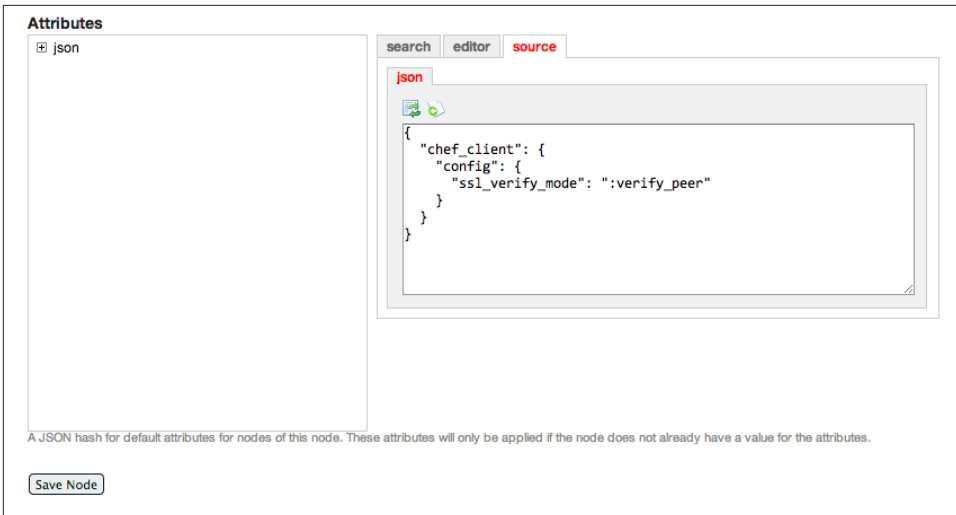 Attributes
json
search editor source
json
{
  "chef_client": {
    "config": {
      "ssl_verify_mode": ":verify_peer"
    }
  }
}
A JSON hash for default attributes for nodes of this node. These attributes will only be applied if the node does not already have a value for the attributes.
Save Node